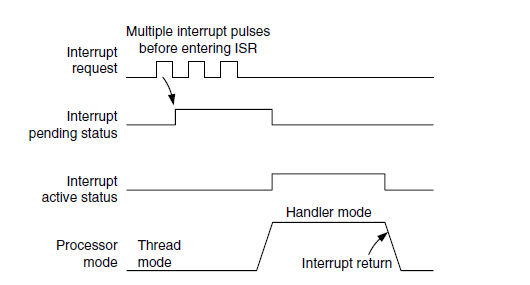 Multiple interrupt pulses
before entering ISR
Interrupt
request
Interrupt
pending status
Interrupt
active status
Handler mode
Processor
mode
Thread
mode
Interrupt return